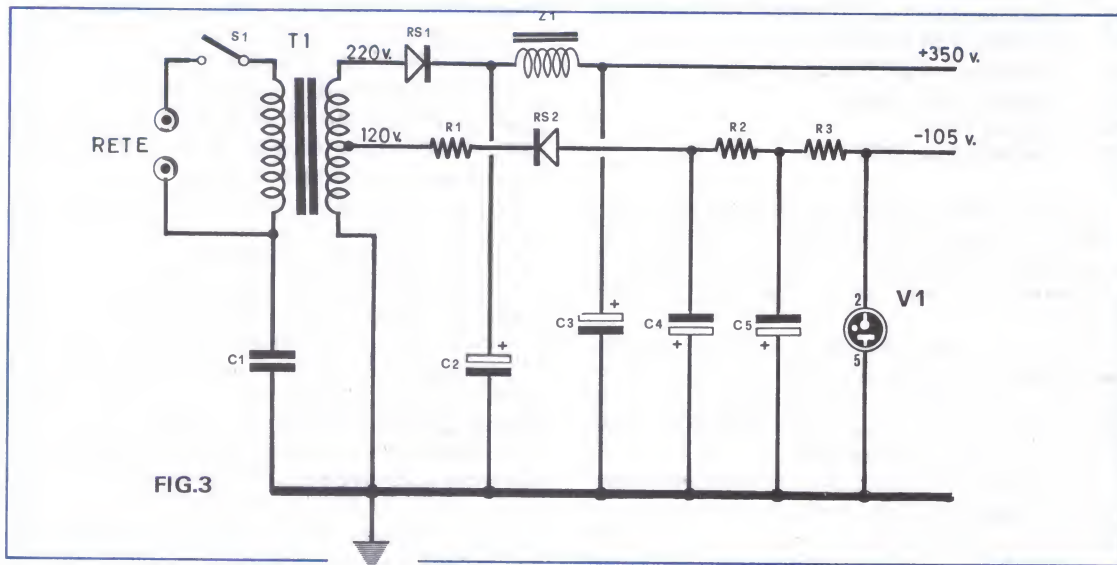 S1
T1
220v.
RS1
Z1
+350 v.
RETE
120v.
R1
RS2
R2
R3
-105 v.
C1
C2
+
C3
+
C4
+
C5
+
2
V1
5
FIG.3